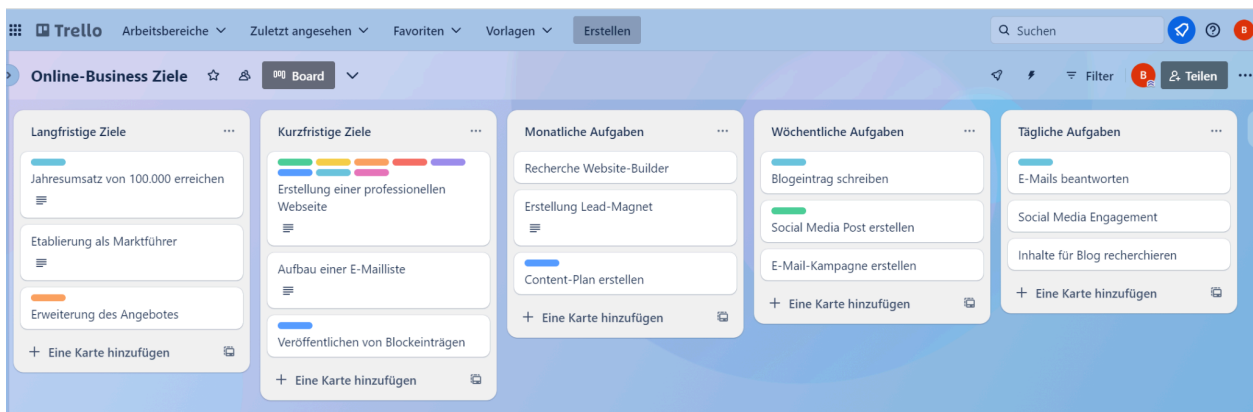 Trello Arbeitsbereiche Zuletzt angesehen Favoriten Vorlagen Erstellen Suchen B
Online-Business Ziele Board Filter B Teilen
Langfristige Ziele
Jahresumsatz von 100.000 erreichen
Etablierung als Marktführer
Erweiterung des Angebotes
+ Eine Karte hinzufügen
Kurzfristige Ziele
Erstellung einer professionellen
Webseite
Aufbau einer E-Mailliste
Veröffentlichen von Blockeinträgen
+ Eine Karte hinzufügen
Monatliche Aufgaben
Recherche Website-Builder
Erstellung Lead-Magnet
Content-Plan erstellen
+ Eine Karte hinzufügen
Wöchentliche Aufgaben
Blogeintrag schreiben
Social Media Post erstellen
E-Mail-Kampagne erstellen
+ Eine Karte hinzufügen
Tägliche Aufgaben
E-Mails beantworten
Social Media Engagement
Inhalte für Blog recherchieren
+ Eine Karte hinzufügen